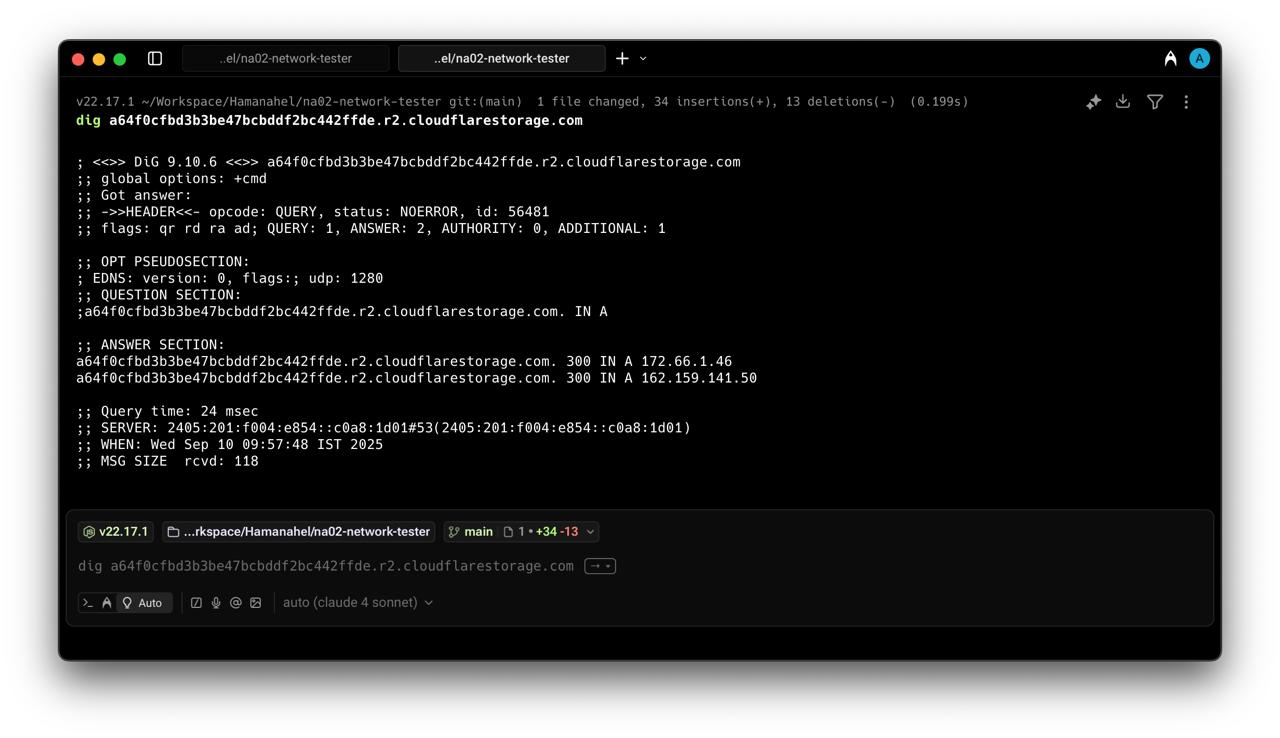 ..el/na02-network-tester
..el/na02-network-tester
A
v22.17.1 ~/Workspace/Hamanahel/na02-network-tester git:(main)  1 file changed, 34 insertions(+), 13 deletions(-)  (0.199s)
dig a64f0cfbd3b3be47bcbddf2bc442ffde.r2.cloudflarestorage.com
; <<>> DiG 9.10.6 <<>> a64f0cfbd3b3be47bcbddf2bc442ffde.r2.cloudflarestorage.com
;; global options: +cmd
;; Got answer:
;; ->>HEADER<<- opcode: QUERY, status: NOERROR, id: 56481
;; flags: qr rd ra ad; QUERY: 1, ANSWER: 2, AUTHORITY: 0, ADDITIONAL: 1
;; OPT PSEUDOSECTION:
; EDNS: version: 0, flags:; udp: 1280
;; QUESTION SECTION:
;a64f0cfbd3b3be47bcbddf2bc442ffde.r2.cloudflarestorage.com. IN A
;; ANSWER SECTION:
a64f0cfbd3b3be47bcbddf2bc442ffde.r2.cloudflarestorage.com. 300 IN A 172.66.1.46
a64f0cfbd3b3be47bcbddf2bc442ffde.r2.cloudflarestorage.com. 300 IN A 162.159.141.50
;; Query time: 24 msec
;; SERVER: 2405:201:f004:e854::c0a8:1d01#53(2405:201:f004:e854::c0a8:1d01)
;; WHEN: Wed Sep 10 09:57:48 IST 2025
;; MSG SIZE  rcvd: 118
v22.17.1 ...rkspace/Hamanahel/na02-network-tester main 1 • +34 -13
dig a64f0cfbd3b3be47bcbddf2bc442ffde.r2.cloudflarestorage.com
Auto auto (claude 4 sonnet)